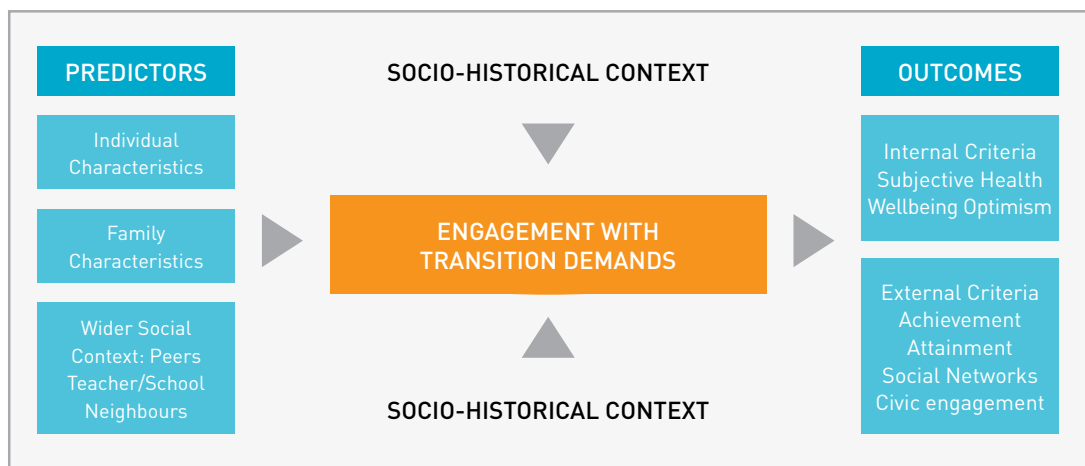 PREDICTORS
Individual
Characteristics
Family
Characteristics
Wider Social
Context: Peers
Teacher/School
Neighbours
SOCIO-HISTORICAL CONTEXT
ENGAGEMENT WITH
TRANSITION DEMANDS
SOCIO-HISTORICAL CONTEXT
OUTCOMES
Internal Criteria
Subjective Health
Wellbeing Optimism
External Criteria
Achievement
Attainment
Social Networks
Civic engagement